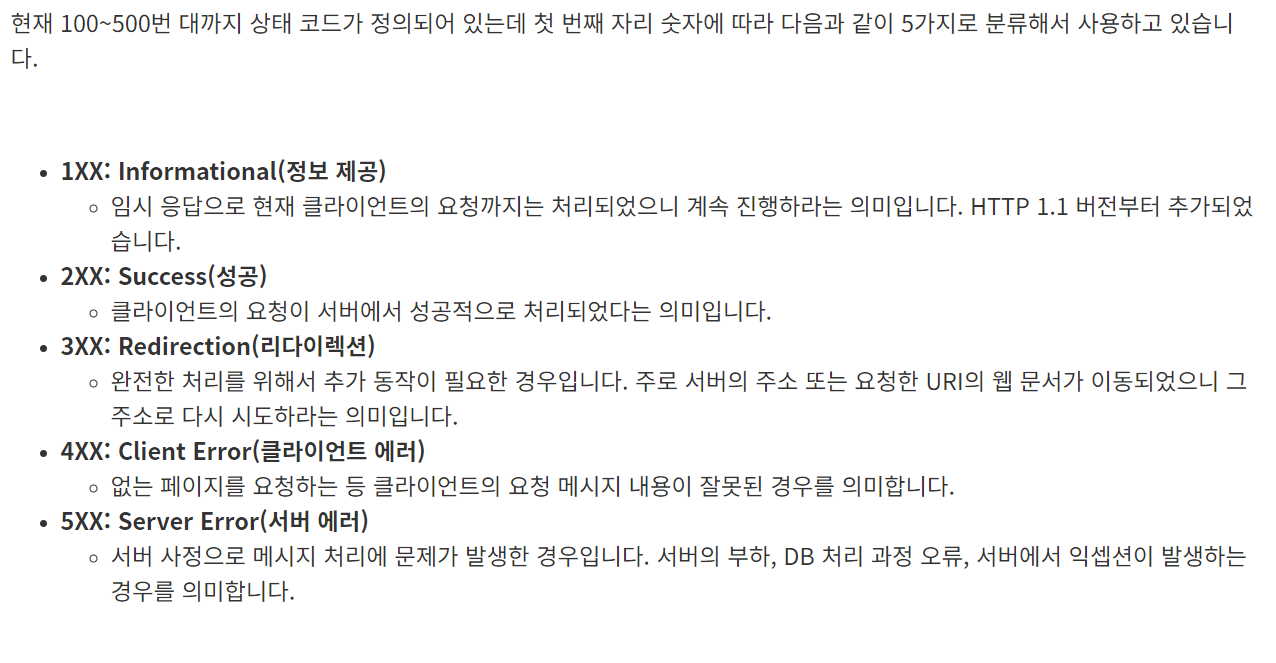 현재 100~500번 대까지 상태 코드가 정의되어 있는데 첫 번째 자리 숫자에 따라 다음과 같이 5가지로 분류해서 사용하고 있습니
다.
1XX: Informational(정보 제공)
임시 응답으로 현재 클라이언트의 요청까지는 처리되었으니 계속 진행하라는 의미입니다. HTTP 1.1 버전부터 추가되었
습니다.
2XX: Success(성공)
클라이언트의 요청이 서버에서 성공적으로 처리되었다는 의미입니다.
3XX: Redirection(리다이렉션)
완전한 처리를 위해서 추가 동작이 필요한 경우입니다. 주로 서버의 주소 또는 요청한 URI의 웹 문서가 이동되었으니 그
주소로 다시 시도하라는 의미입니다.
4XX: Client Error(클라이언트 에러)
없는 페이지를 요청하는 등 클라이언트의 요청 메시지 내용이 잘못된 경우를 의미합니다.
5XX: Server Error(서버 에러)
서버 사정으로 메시지 처리에 문제가 발생한 경우입니다. 서버의 부하, DB 처리 과정 오류, 서버에서 익셉션이 발생하는
경우를 의미합니다.